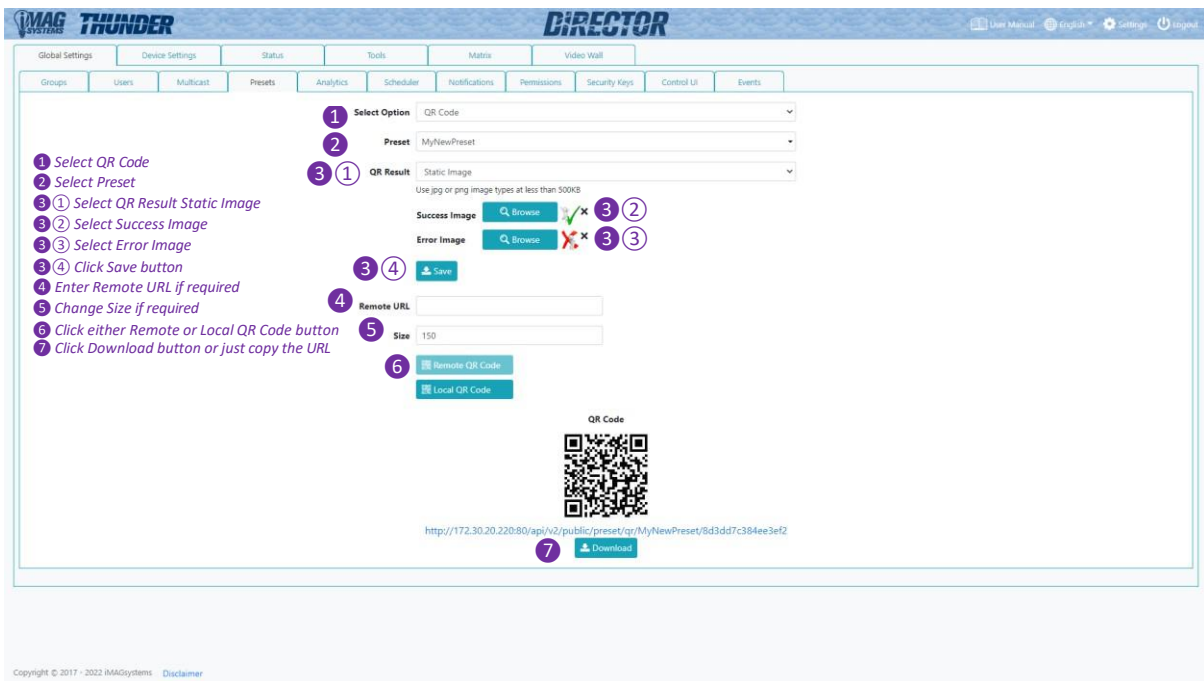 iMAG SYSTEMS THUNDER DiRECTOR User Manual English Settings Logout
Global Settings Device Settings Status Tools Matrix Video Wall
Groups Users Multicast Presets Analytics Scheduler Notifications Permissions Security Keys Control UI Events
1 Select Option QR Code
2 Preset MyNewPreset
3 1 QR Result Static Image
Use jpg or png image types at less than 500KB
Success Image Browse × 3 2
Error Image Browse × 3 3
3 4 Save
4 Remote URL
5 Size 150
6 Remote QR Code
Local QR Code
1 Select QR Code
2 Select Preset
3 1 Select QR Result Static Image
3 2 Select Success Image
3 3 Select Error Image
3 4 Click Save button
4 Enter Remote URL if required
5 Change Size if required
6 Click either Remote or Local QR Code button
7 Click Download button or just copy the URL
QR Code
http://172.30.20.220:80/api/v2/public/preset/qr/MyNewPreset/8d3dd7c384ee3ef2
7 Download
Copyright © 2017 - 2022 iMAGsystems Disclaimer